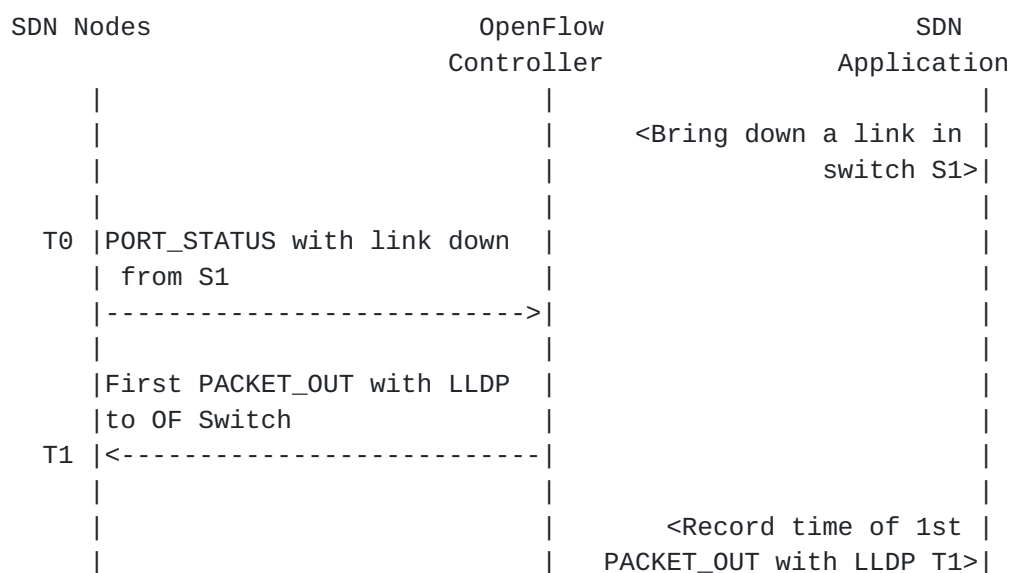 SDN Nodes                     OpenFlow                    SDN
                            Controller               Application
     |                            |                           |
     |                            |     <Bring down a link in |
     |                            |                 switch S1>|
     |                            |                           |
  T0 |PORT_STATUS with link down  |                           |
     | from S1                    |                           |
     |--------------------------->|                           |
     |                            |                           |
     |First PACKET_OUT with LLDP  |                           |
     |to OF Switch                |                           |
  T1 |<---------------------------|                           |
     |                            |                           |
     |                            |       <Record time of 1st |
     |                            |   PACKET_OUT with LLDP T1>|